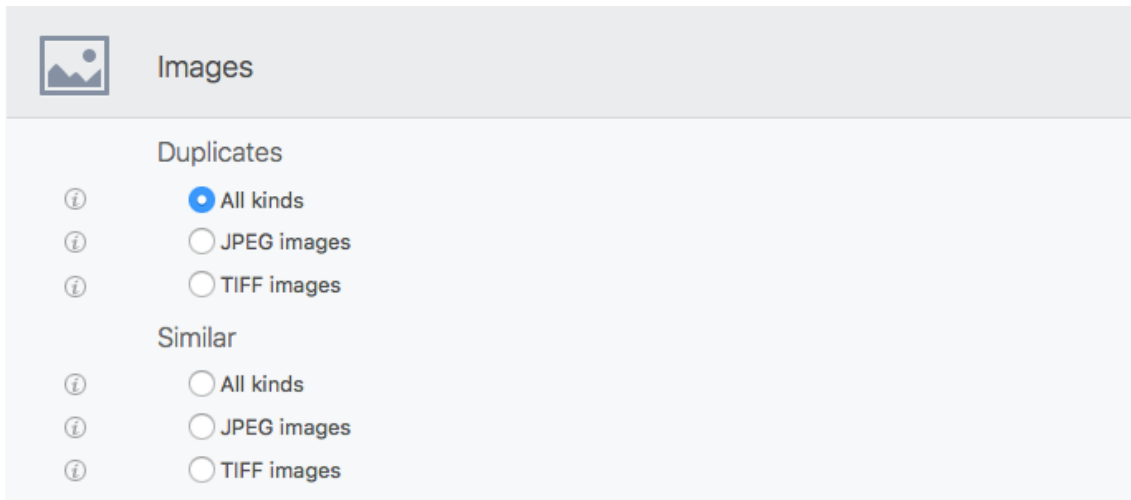 Images
Duplicates
All kinds
JPEG images
TIFF images
Similar
All kinds
JPEG images
TIFF images